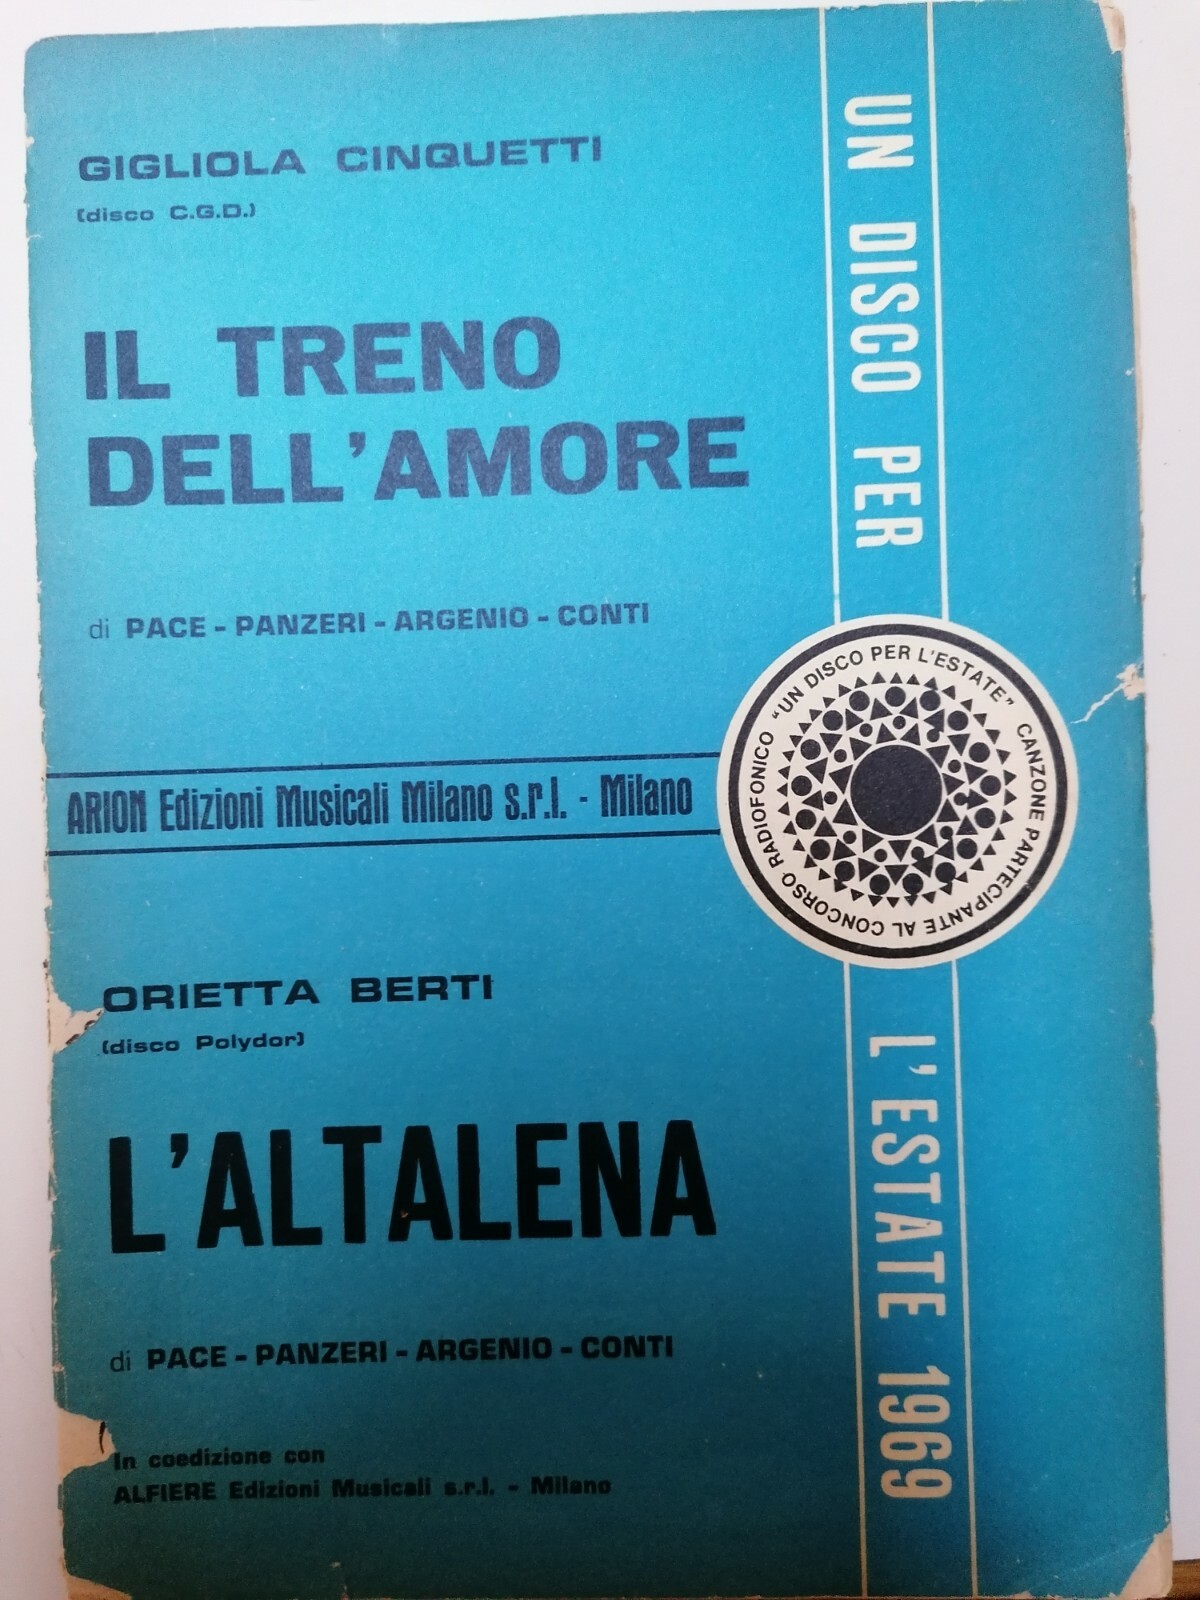 GIGLIOLA CINQUETTI
(disco C.G.D.)
IL TRENO
DELL'AMORE
di PACE - PANZERI - ARGENIO - CONTI
ARION Edizioni Musicali Milano s.r.l. - Milano
ORIETTA BERTI
(disco Polydor)
L'ALTALENA
di PACE - PANZERI - ARGENIO - CONTI
In coedizione con
ALFIERE Edizioni Musicali s.r.l. - Milano
UN DISCO PER L'ESTATE 1969
"UN DISCO PER L'ESTATE" CANZONE PARTECIPANTE AL CONCORSO RADIOFONICO